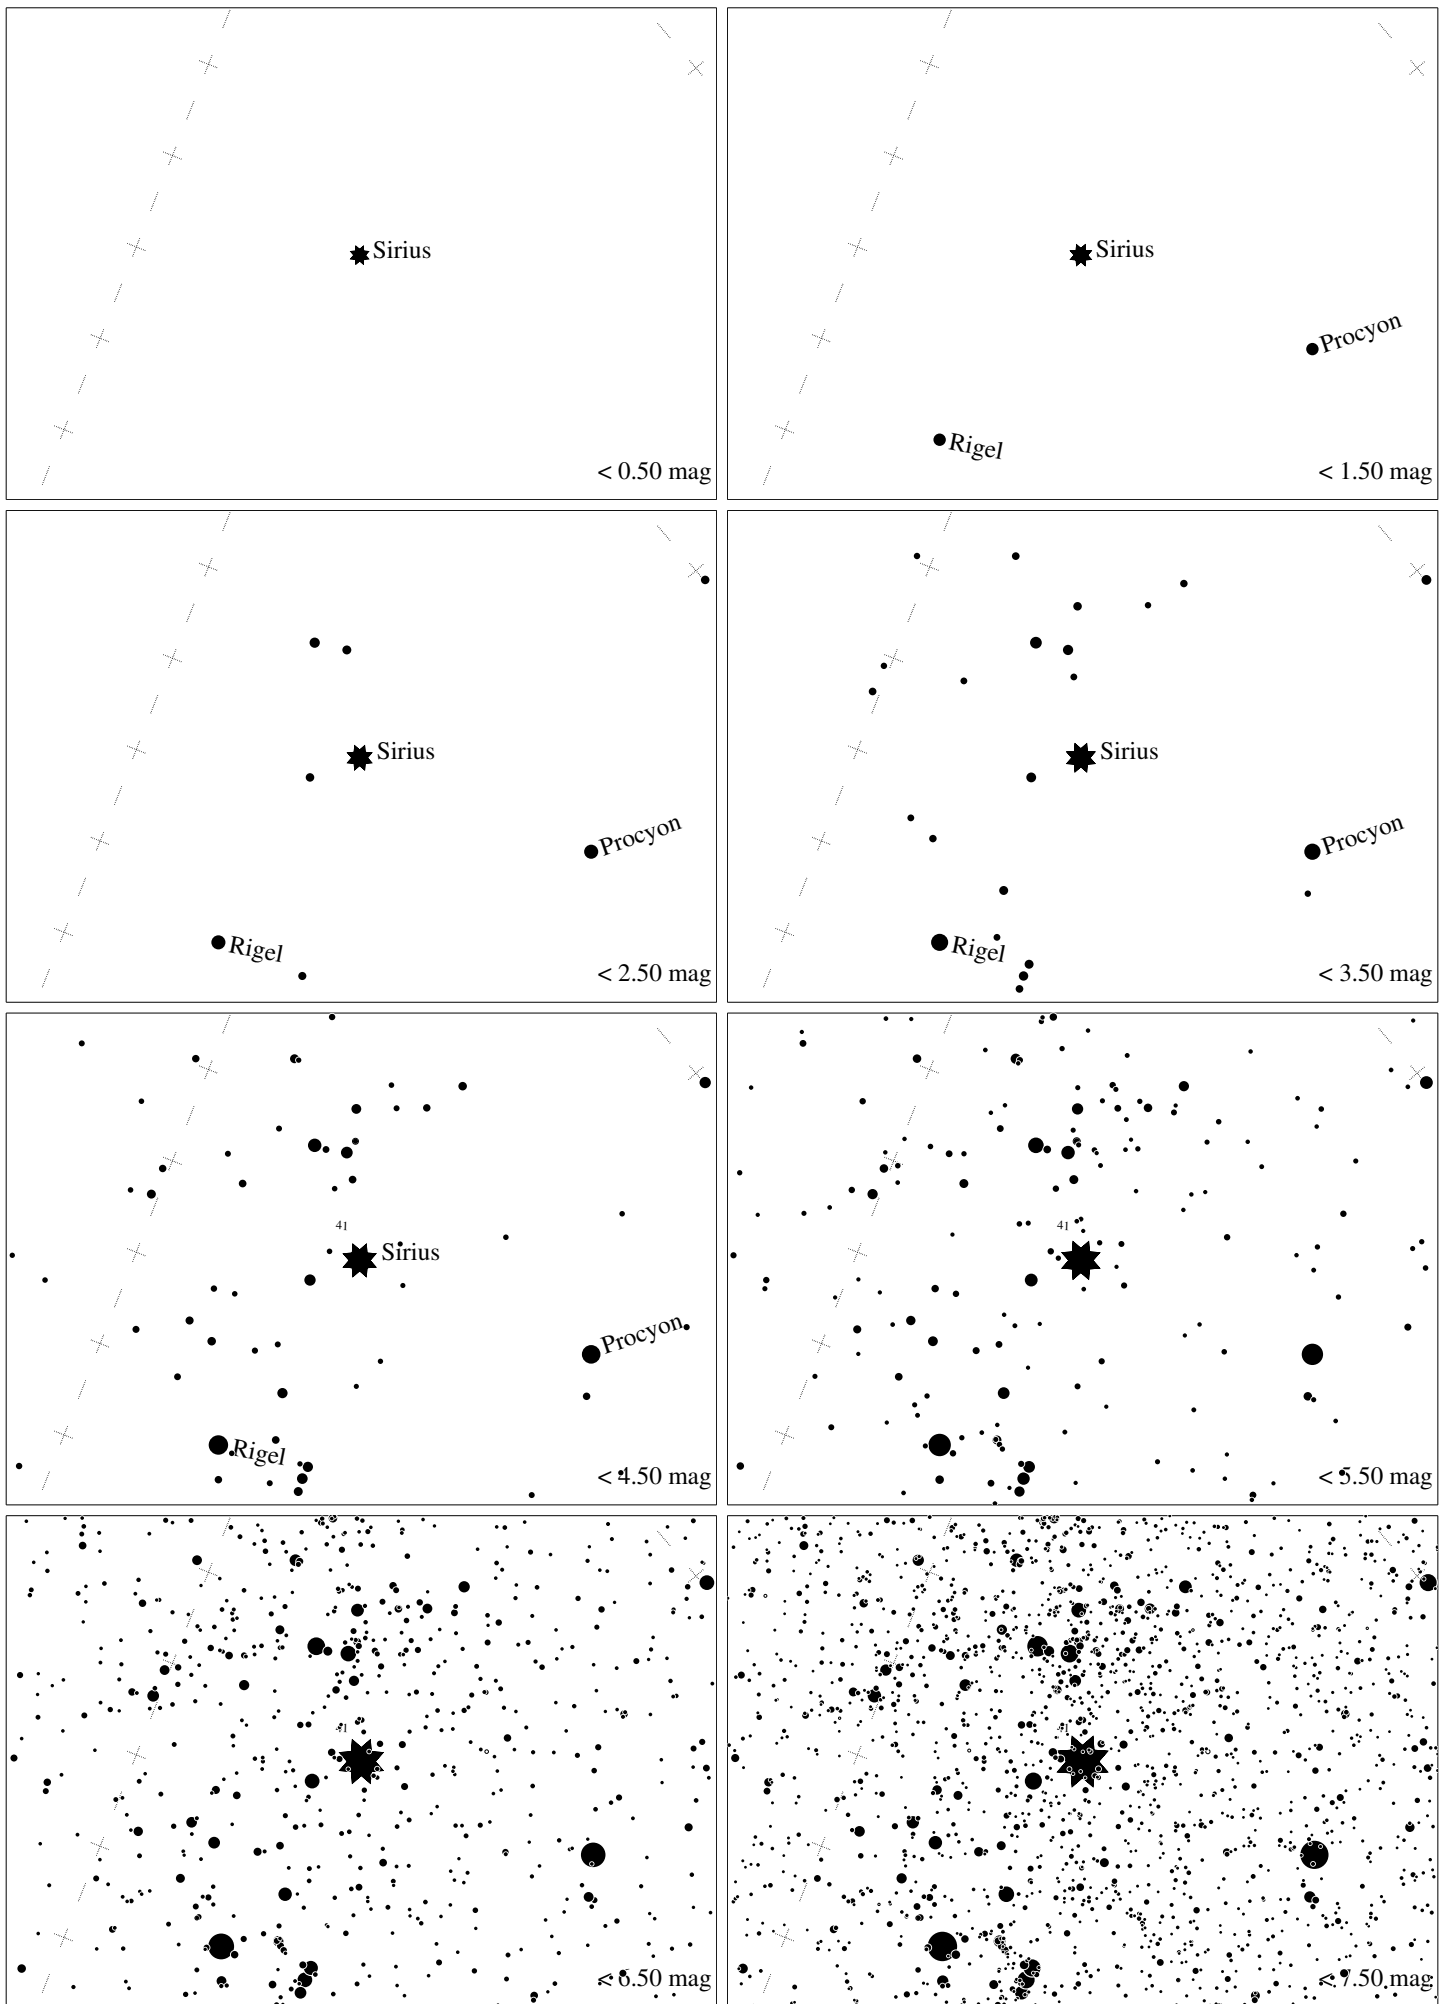 Sirius
< 0.50 mag
Sirius
Procyon
Rigel
< 1.50 mag
Sirius
Procyon
Rigel
< 2.50 mag
Sirius
Procyon
Rigel
< 3.50 mag
41
Sirius
Procyon
Rigel
< 4.50 mag
41
< 5.50 mag
41
< 6.50 mag
41
< 7.50 mag